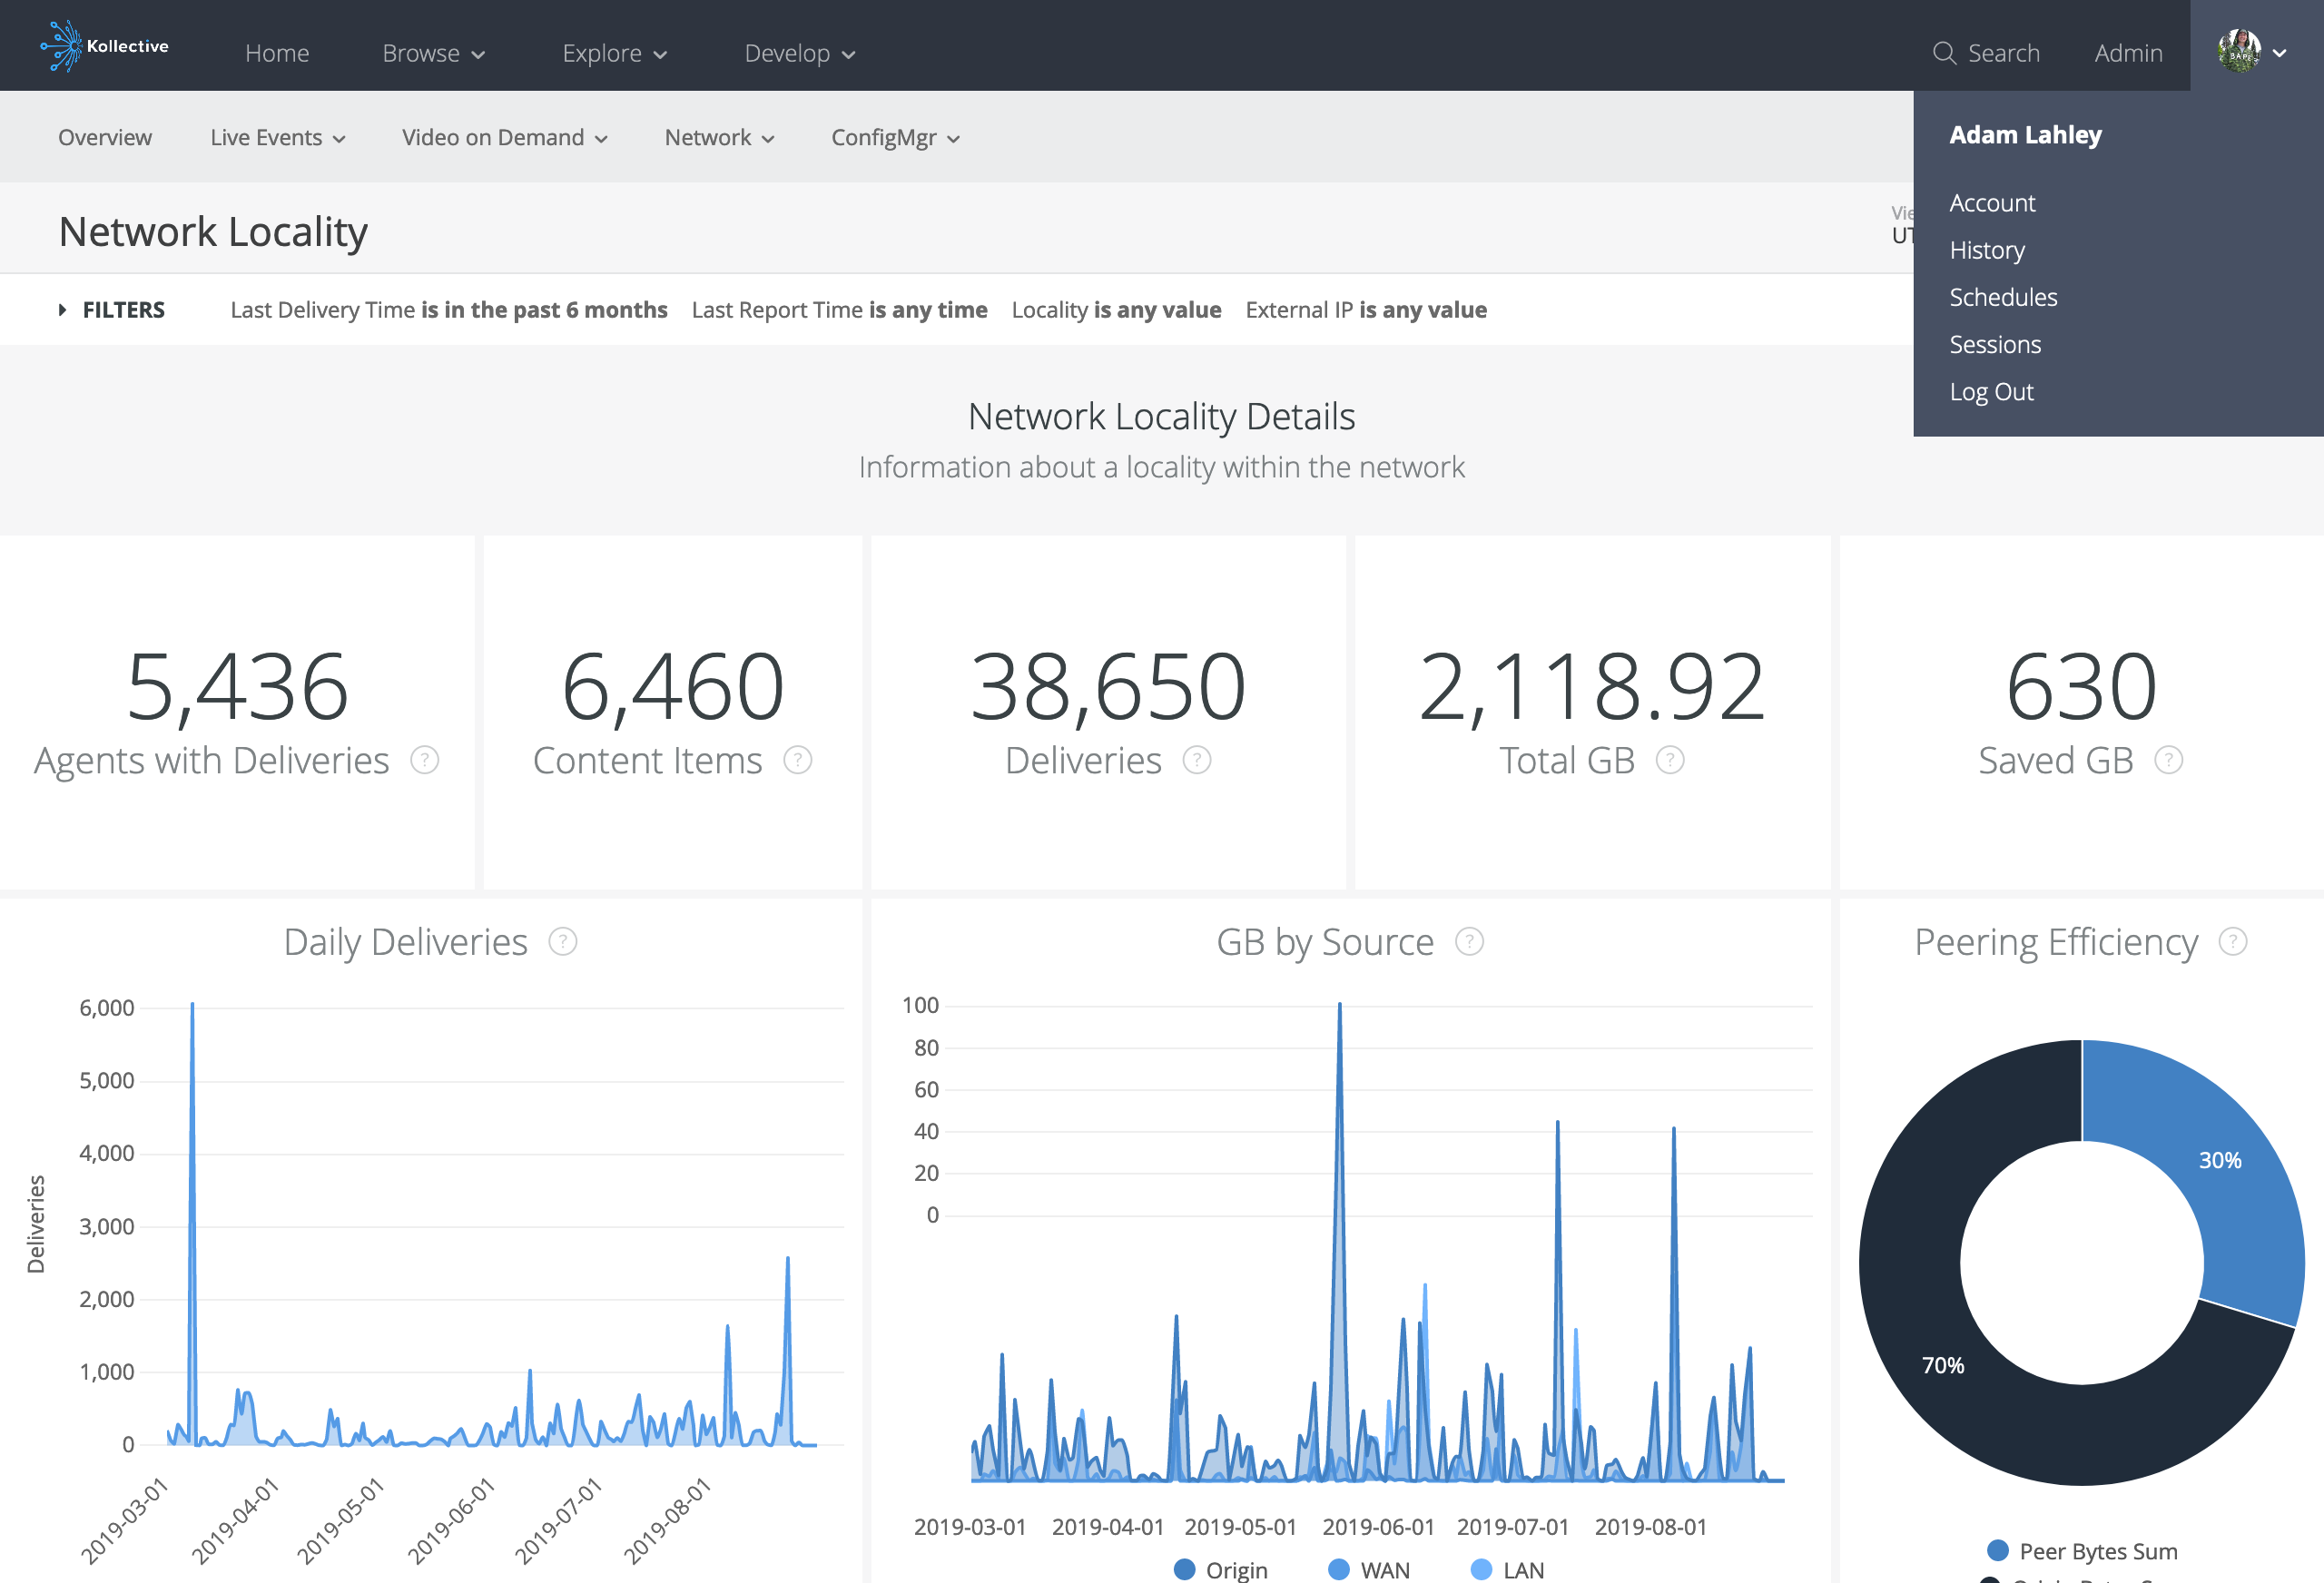 Kollective
Home Browse Explore Develop Search Admin
Overview Live Events Video on Demand Network ConfigMgr
Adam Lahley
Account
History
Schedules
Sessions
Log Out
Network Locality
FILTERS Last Delivery Time is in the past 6 months Last Report Time is any time Locality is any value External IP is any value
Network Locality Details
Information about a locality within the network
5,436
Agents with Deliveries ?
6,460
Content Items ?
38,650
Deliveries ?
2,118.92
Total GB ?
630
Saved GB ?
Daily Deliveries ?
Deliveries
6,000
5,000
4,000
3,000
2,000
1,000
0
2019-03-01 2019-04-01 2019-05-01 2019-06-01 2019-07-01 2019-08-01
GB by Source ?
100
80
60
40
20
0
2019-03-01 2019-04-01 2019-05-01 2019-06-01 2019-07-01 2019-08-01
Origin WAN LAN
Peering Efficiency ?
30%
70%
Peer Bytes Sum